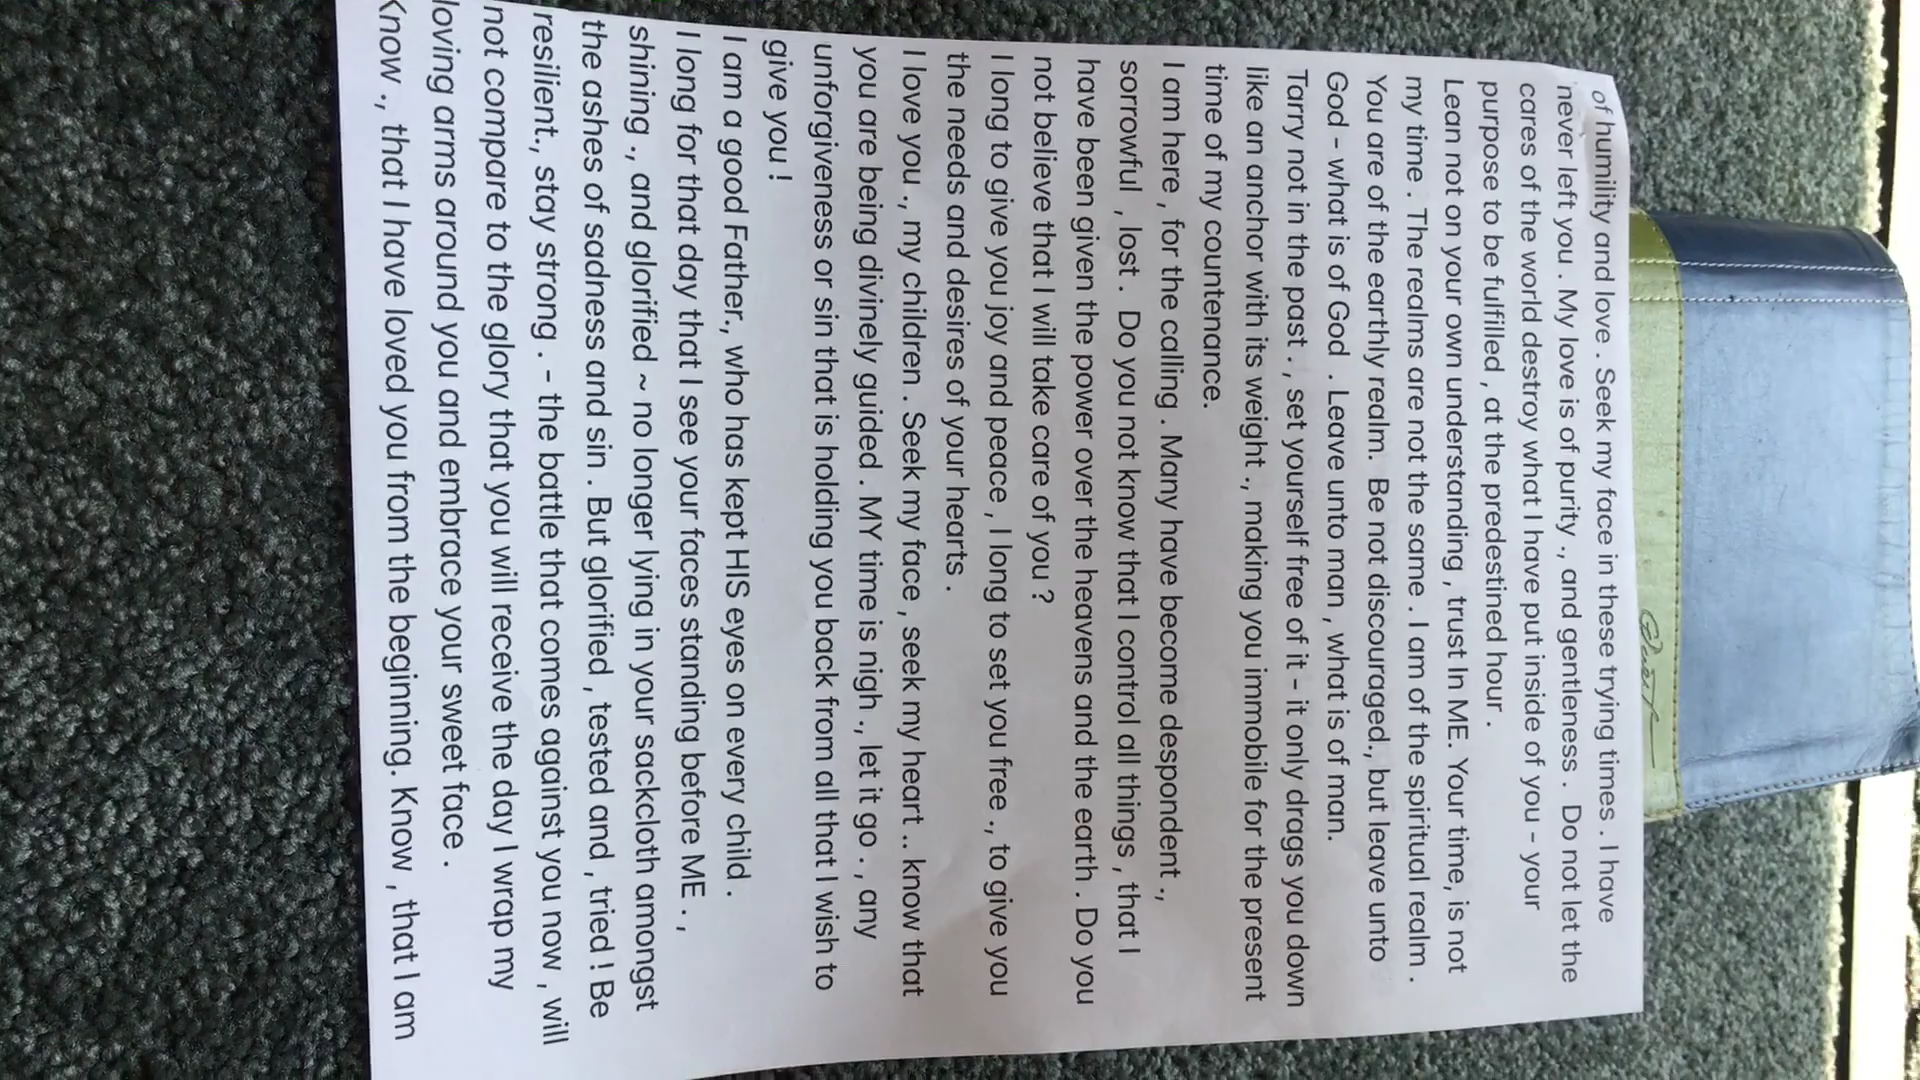 of humility and love . Seek my face in these trying times . I have
never left you . My love is of purity ., and gentleness . Do not let the
cares of the world destroy what I have put inside of you - your
purpose to be fulfilled , at the predestined hour .
Lean not on your own understanding , trust In ME. Your time, is not
my time . The realms are not the same . I am of the spiritual realm .
You are of the earthly realm. Be not discouraged., but leave unto
God - what is of God . Leave unto man , what is of man.
Tarry not in the past . , set yourself free of it - it only drags you down
like an anchor with its weight ., making you immobile for the present
time of my countenance.
I am here , for the calling . Many have become despondent .,
sorrowful , lost . Do you not know that I control all things , that I
have been given the power over the heavens and the earth . Do you
not believe that I will take care of you ?
I long to give you joy and peace , I long to set you free ., to give you
the needs and desires of your hearts .
I love you ., my children . Seek my face , seek my heart .. know that
you are being divinely guided . MY time is nigh ., let it go . , any
unforgiveness or sin that is holding you back from all that I wish to
give you !
I am a good Father., who has kept HIS eyes on every child .
I long for that day that I see your faces standing before ME . ,
shining ., and glorified ~ no longer lying in your sackcloth amongst
the ashes of sadness and sin . But glorified , tested and , tried ! Be
resilient., stay strong . - the battle that comes against you now , will
not compare to the glory that you will receive the day I wrap my
loving arms around you and embrace your sweet face .
Know ., that I have loved you from the beginning. Know , that I am